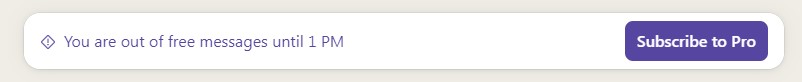 You are out of free messages until 1 PM
Subscribe to Pro